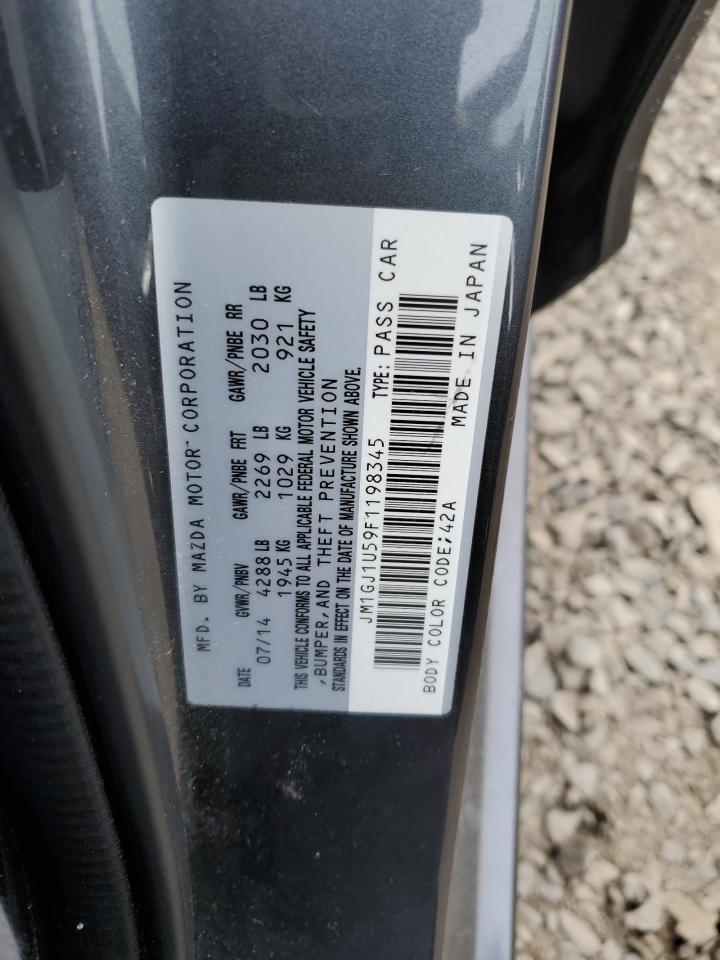 MFD. BY MAZDA MOTOR CORPORATION
DATE GVWR/PNBV GAWR/PNBE FRT GAWR/PNBE RR
07/14 4288 LB 2269 LB 2030 LB
1945 KG 1029 KG 921 KG
THIS VEHICLE CONFORMS TO ALL APPLICABLE FEDERAL MOTOR VEHICLE SAFETY
,BUMPER,AND THEFT PREVENTION
STANDARDS IN EFFECT ON THE DATE OF MANUFACTURE SHOWN ABOVE.
JM1GJ1U59F1198345 TYPE: PASS CAR
BODY COLOR CODE;42A MADE IN JAPAN